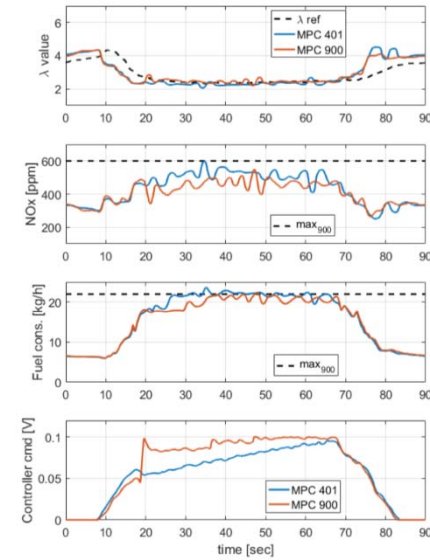 6
4
2
λ value
λ ref
MPC 401
MPC 900
0 10 20 30 40 50 60 70 80 90
600
400
200
NOx [ppm]
max900
0 10 20 30 40 50 60 70 80 90
20
10
0
Fuel cons. [kg/h]
max900
0 10 20 30 40 50 60 70 80 90
0.1
0.05
0
Controller cmd [V]
MPC 401
MPC 900
0 10 20 30 40 50 60 70 80 90
time [sec]